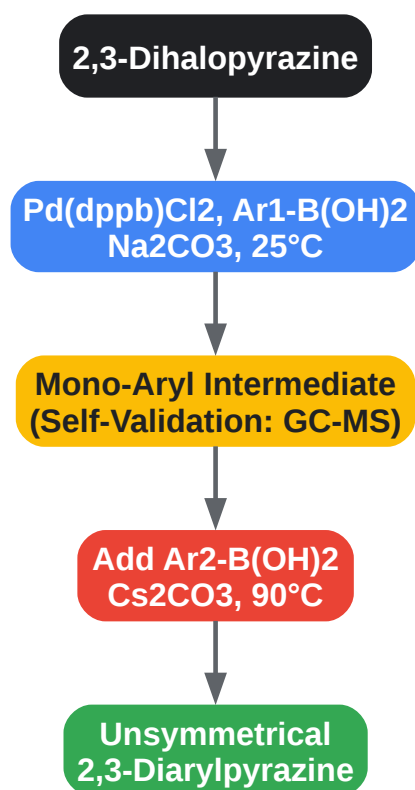 2,3-Dihalopyrazine
Pd(dppb)Cl2, Ar1-B(OH)2
Na2CO3, 25°C
Mono-Aryl Intermediate
(Self-Validation: GC-MS)
Add Ar2-B(OH)2
Cs2CO3, 90°C
Unsymmetrical
2,3-Diarylpyrazine